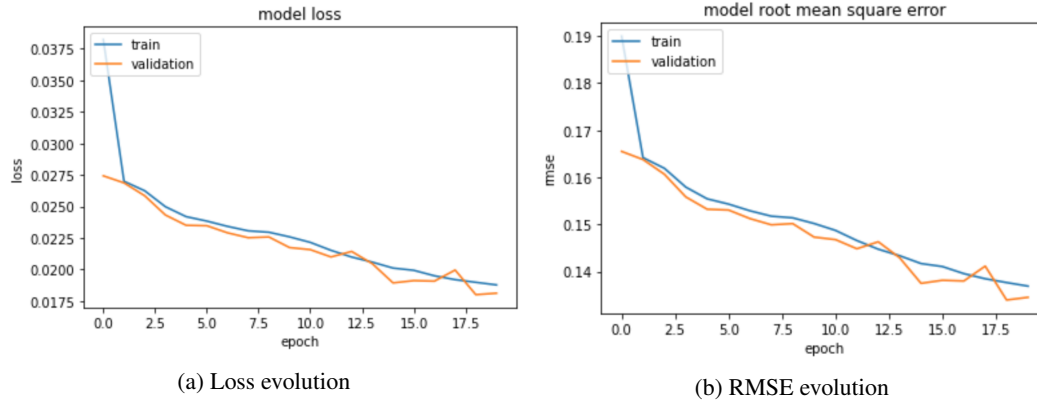 model loss
train
validation
0.0375
0.0350
0.0325
0.0300
0.0275
0.0250
0.0225
0.0200
0.0175
loss
0.0 2.5 5.0 7.5 10.0 12.5 15.0 17.5
epoch
(a) Loss evolution
model root mean square error
train
validation
0.19
0.18
0.17
0.16
0.15
0.14
rmse
0.0 2.5 5.0 7.5 10.0 12.5 15.0 17.5
epoch
(b) RMSE evolution